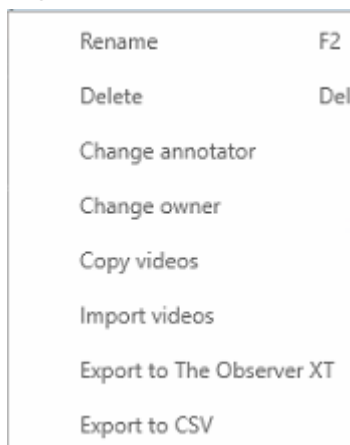 Rename F2
Delete Del
Change annotator
Change owner
Copy videos
Import videos
Export to The Observer XT
Export to CSV